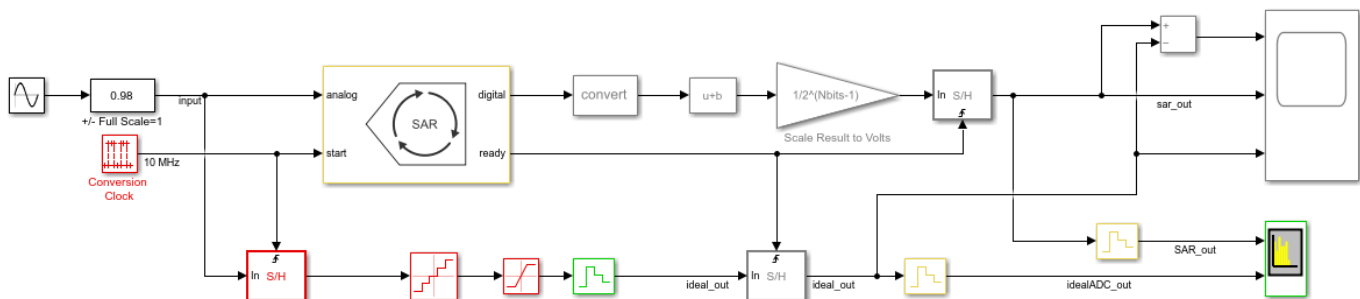 0.98
+/- Full Scale=1
input
10 MHz
Conversion
Clock
analog
start
SAR
digital
ready
convert
u+b
1/2^(Nbits-1)
Scale Result to Volts
In S/H
+
−
sar_out
In S/H
ideal_out
In S/H
ideal_out
idealADC_out
SAR_out